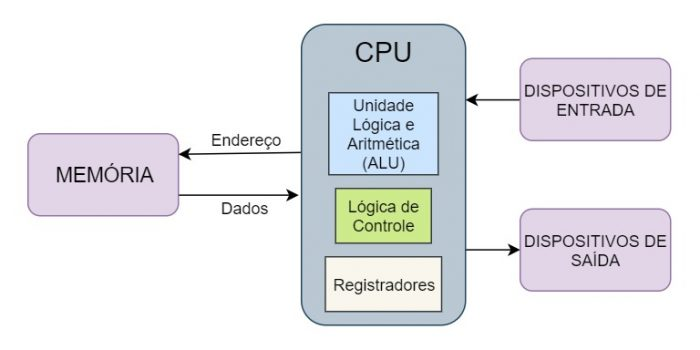 CPU
Unidade
Lógica e
Aritmética
(ALU)
Lógica de
Controle
Registradores
MEMÓRIA
Endereço
Dados
DISPOSITIVOS DE
ENTRADA
DISPOSITIVOS DE
SAÍDA